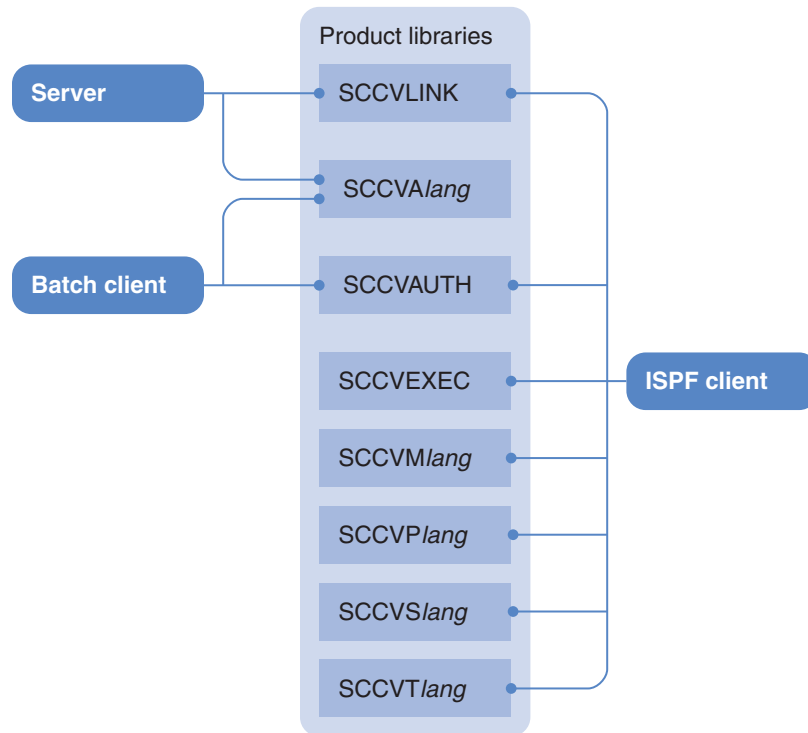 Product libraries
Server
SCCVLINK
SCCVAlang
Batch client
SCCVAUTH
SCCVEXEC
ISPF client
SCCVMlang
SCCVPlang
SCCVSlang
SCCVTlang